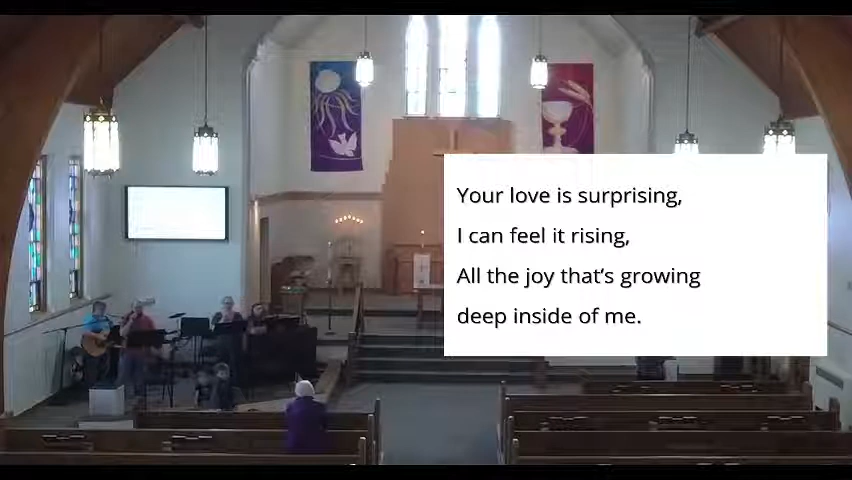 Your love is surprising,
I can feel it rising,
All the joy that's growing
deep inside of me.